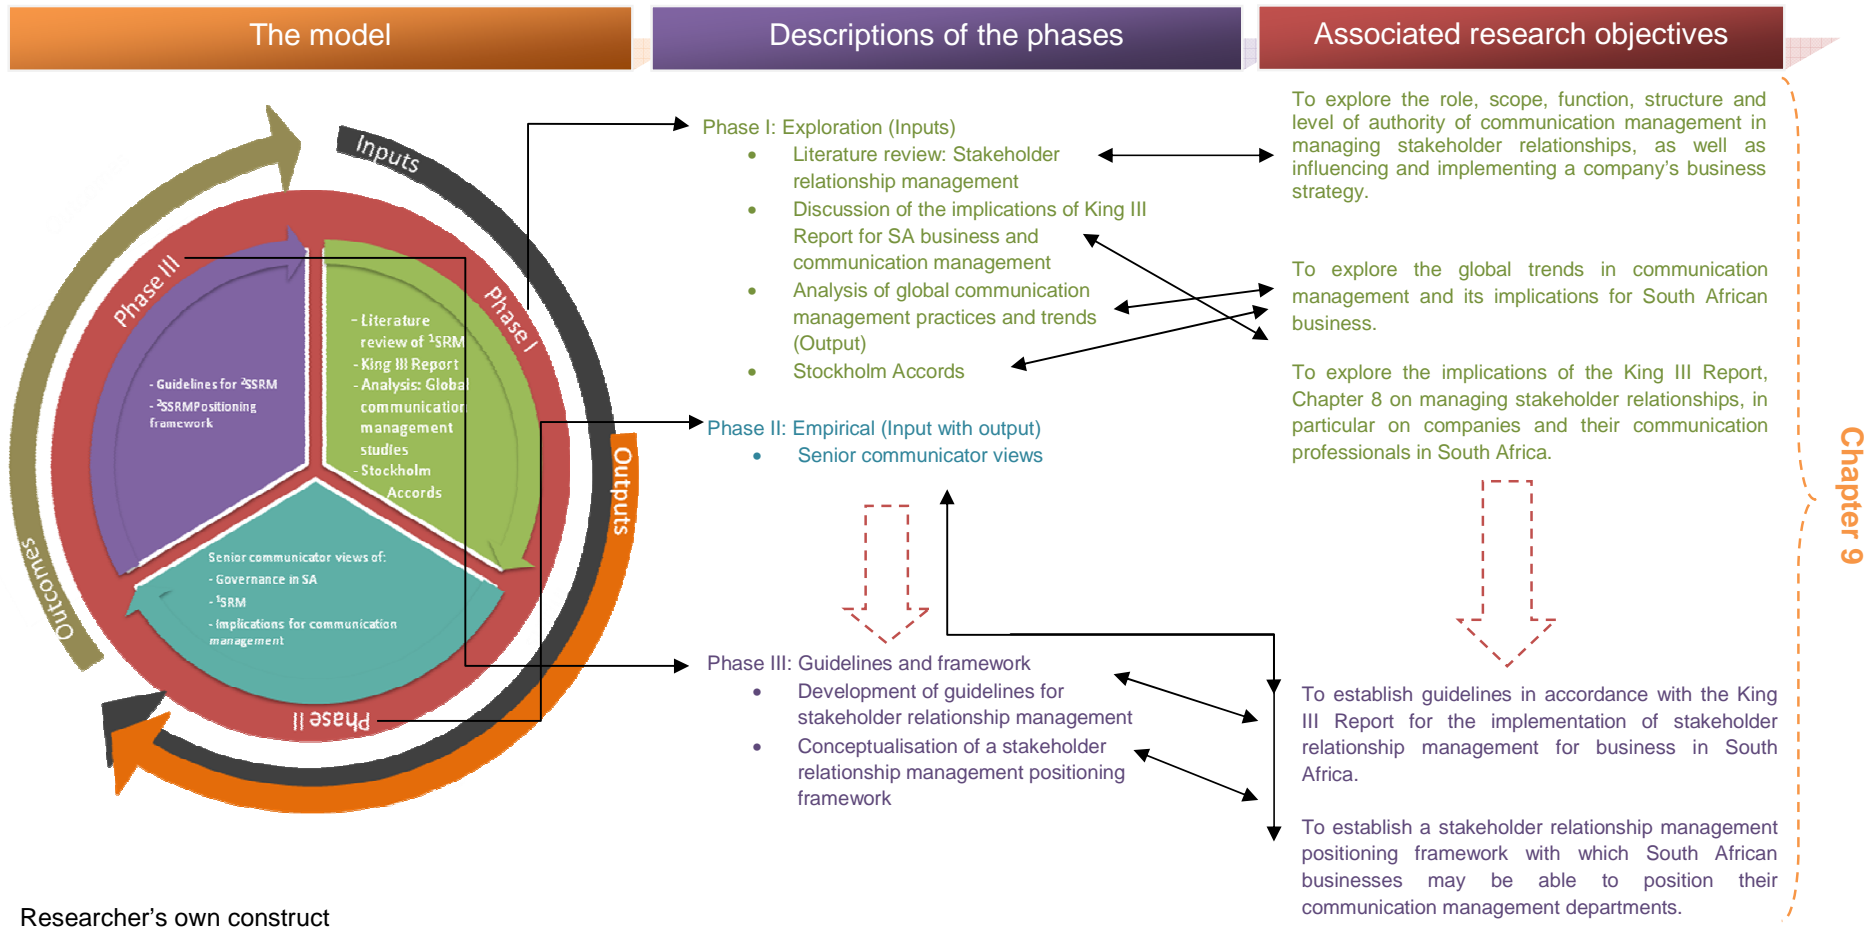 The model
Descriptions of the phases
Associated research objectives
Inputs
Outputs
Outcomes
Phase I
Phase II
Phase III
- Literature
review of ¹SRM
- King III Report
- Analysis: Global
communication
management
studies
- Stockholm
Accords
- Guidelines for ²SSRM
- ²SSRMPositioning
framework
Senior communicator views of:
- Governance in SA
- ¹SRM
- Implications for communication
management
Phase I: Exploration (Inputs)
• Literature review: Stakeholder
relationship management
• Discussion of the implications of King III
Report for SA business and
communication management
• Analysis of global communication
management practices and trends
(Output)
• Stockholm Accords
Phase II: Empirical (Input with output)
• Senior communicator views
Phase III: Guidelines and framework
• Development of guidelines for
stakeholder relationship management
• Conceptualisation of a stakeholder
relationship management positioning
framework
To explore the role, scope, function, structure and
level of authority of communication management in
managing stakeholder relationships, as well as
influencing and implementing a company's business
strategy.
To explore the global trends in communication
management and its implications for South African
business.
To explore the implications of the King III Report,
Chapter 8 on managing stakeholder relationships, in
particular on companies and their communication
professionals in South Africa.
To establish guidelines in accordance with the King
III Report for the implementation of stakeholder
relationship management for business in South
Africa.
To establish a stakeholder relationship management
positioning framework with which South African
businesses may be able to position their
communication management departments.
Chapter 9
Researcher's own construct